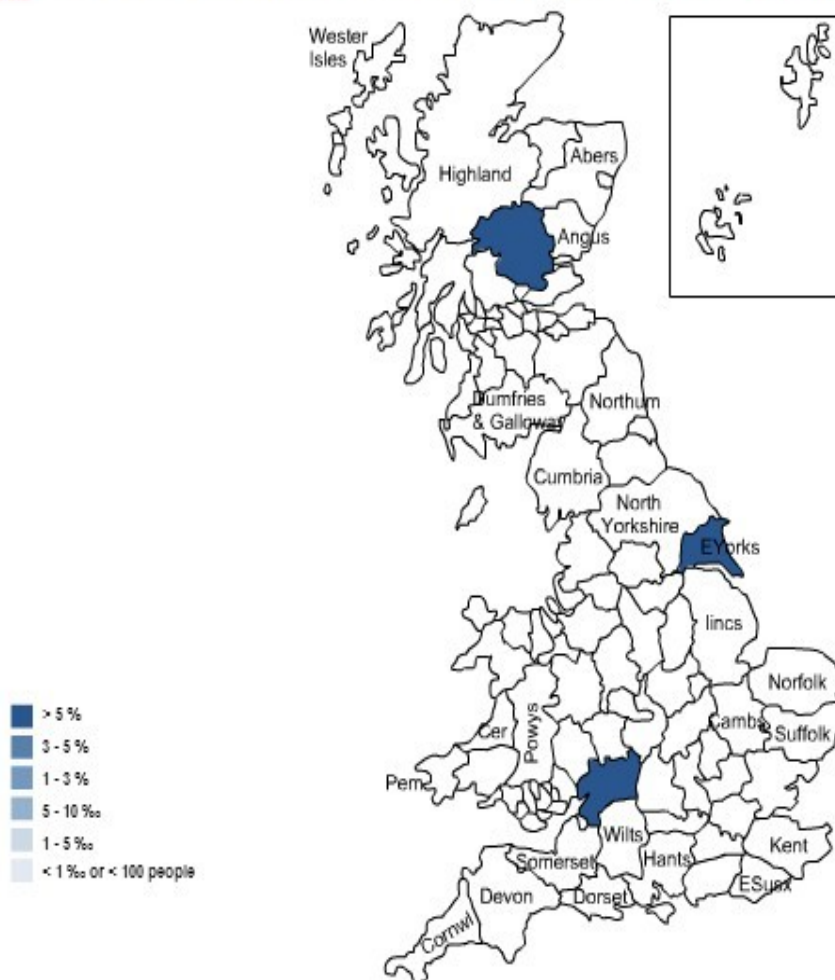 Wester
Isles
Highland
Abers
Angus
Dumfries
& Galloway
Northum
Cumbria
North
Yorkshire
EYorks
lincs
Norfolk
Cambs
Suffolk
Cer
Powys
Pem
Wilts
Kent
Somerset
Hants
ESusx
Devon
Dorset
Cornwl
> 5 %
3 - 5 %
1 - 3 %
5 - 10 ‰
1 - 5 ‰
< 1 ‰ or < 100 people